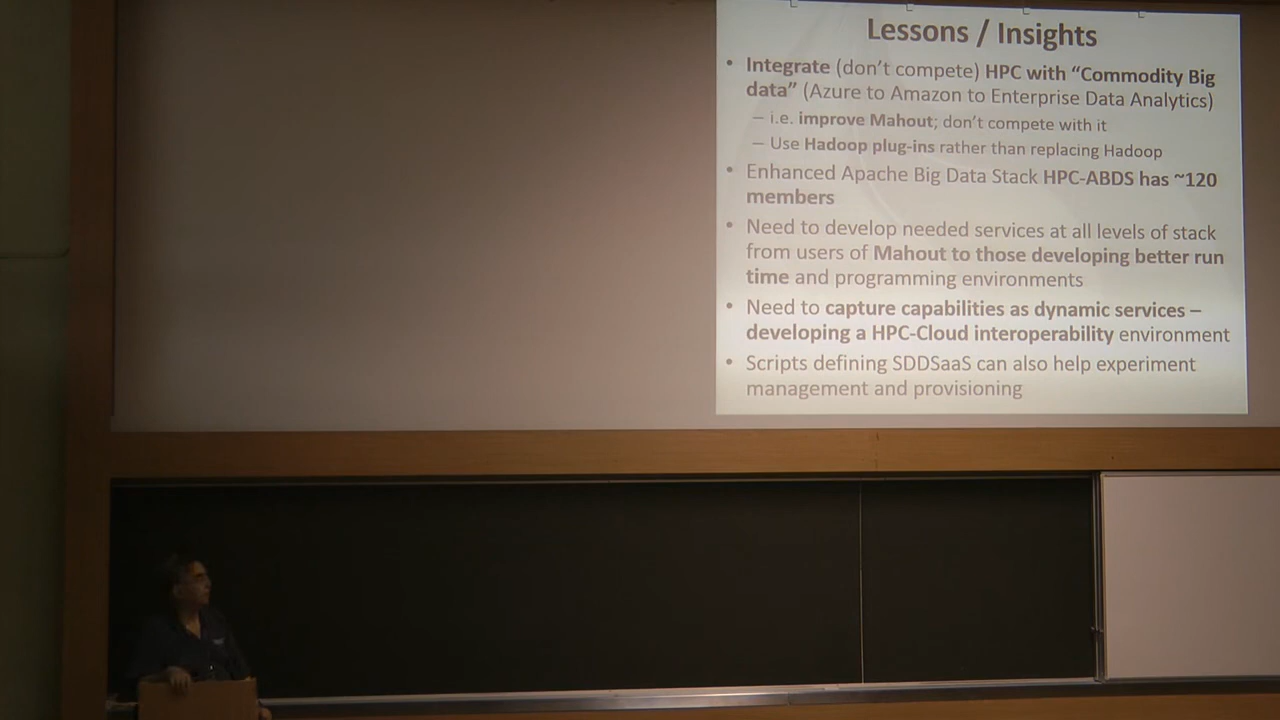 Lessons / Insights
• Integrate (don't compete) HPC with “Commodity Big
data” (Azure to Amazon to Enterprise Data Analytics)
– i.e. improve Mahout; don't compete with it
– Use Hadoop plug-ins rather than replacing Hadoop
• Enhanced Apache Big Data Stack HPC-ABDS has ~120
members
• Need to develop needed services at all levels of stack
from users of Mahout to those developing better run
time and programming environments
• Need to capture capabilities as dynamic services –
developing a HPC-Cloud interoperability environment
• Scripts defining SDDSaaS can also help experiment
management and provisioning